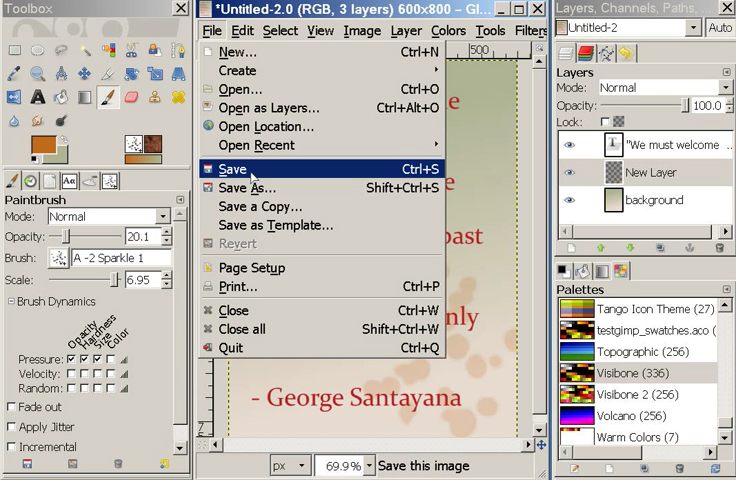 Toolbox
Paintbrush
Mode: Normal
Opacity: 20.1
Brush: A -2 Sparkle 1
Scale: 6.95
Brush Dynamics
Opacity
Hardness
Size
Color
Pressure:
Velocity:
Random:
Fade out
Apply Jitter
Incremental
*Untitled-2.0 (RGB, 3 layers) 600x800 – GI...
File Edit Select View Image Layer Colors Tools Filters
500
New... Ctrl+N
Create
Open... Ctrl+O
Open as Layers... Ctrl+Alt+O
Open Location...
Open Recent
Save Ctrl+S
Save As... Shift+Ctrl+S
Save a Copy...
Save as Template...
Revert
Page Setup
Print... Ctrl+P
Close Ctrl+W
Close all Shift+Ctrl+W
Quit Ctrl+Q
- George Santayana
px 69.9% Save this image
Layers, Channels, Paths, ...
Untitled-2 Auto
Layers
Mode: Normal
Opacity: 100.0
Lock:
"We must welcome ...
New Layer
background
Palettes
Tango Icon Theme (27)
testgimp_swatches.aco (
Topographic (256)
Visibone (336)
Visibone 2 (256)
Volcano (256)
Warm Colors (7)